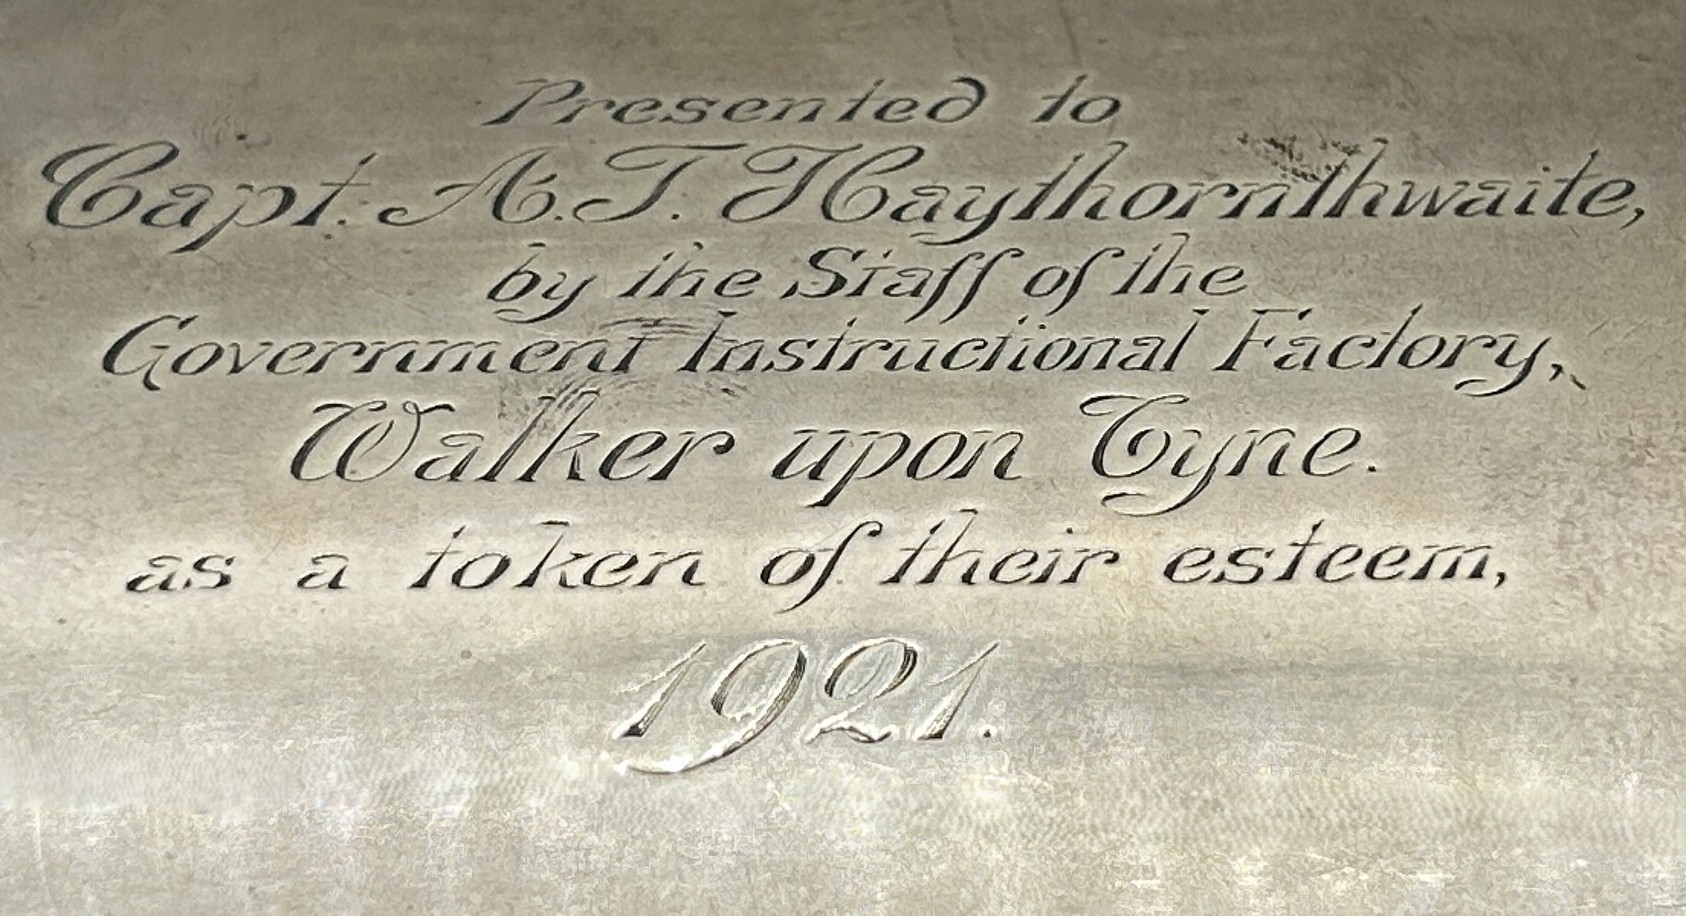 Presented to
Capt. A.T. Haythornthwaite,
by the Staff of the
Government Instructional Factory,
Walker upon Tyne.
as a token of their esteem,
1921.